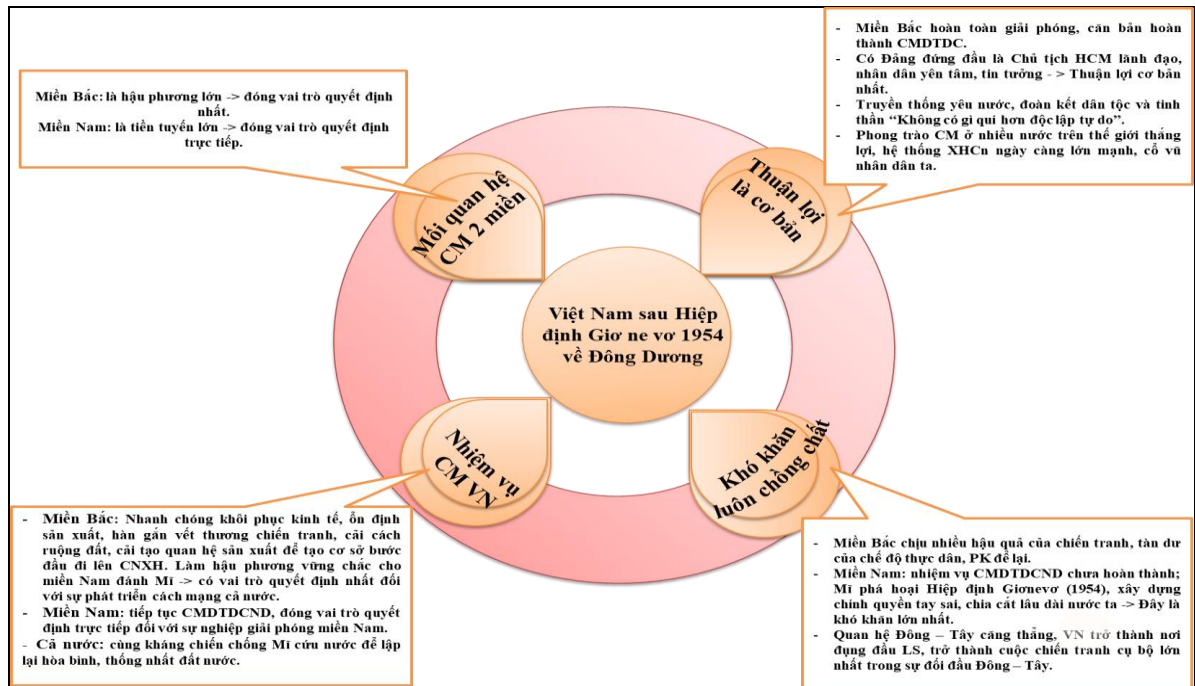 Miền Bắc: là hậu phương lớn -> đóng vai trò quyết định
nhất.
Miền Nam: là tiền tuyến lớn -> đóng vai trò quyết định
trực tiếp.
Mối quan hệ
CM 2 miền
- Miền Bắc hoàn toàn giải phóng, căn bản hoàn
thành CMDTDC.
- Có Đảng đứng đầu là Chủ tịch HCM lãnh đạo,
nhân dân yên tâm, tin tưởng - > Thuận lợi cơ bản
nhất.
- Truyền thống yêu nước, đoàn kết dân tộc và tinh
thần “Không có gì quí hơn độc lập tự do”.
- Phong trào CM ở nhiều nước trên thế giới thắng
lợi, hệ thống XHCn ngày càng lớn mạnh, cổ vũ
nhân dân ta.
Thuận lợi
là cơ bản
Việt Nam sau Hiệp
định Giơ ne vơ 1954
về Đông Dương
Nhiệm vụ
CM VN
- Miền Bắc: Nhanh chóng khôi phục kinh tế, ổn định
sản xuất, hàn gắn vết thương chiến tranh, cải cách
ruộng đất, cải tạo quan hệ sản xuất để tạo cơ sở bước
đầu đi lên CNXH. Làm hậu phương vững chắc cho
miền Nam đánh Mĩ -> có vai trò quyết định nhất đối
với sự phát triển cách mạng cả nước.
- Miền Nam: tiếp tục CMDTDCND, đóng vai trò quyết
định trực tiếp đối với sự nghiệp giải phóng miền Nam.
- Cả nước: cùng kháng chiến chống Mĩ cứu nước để lập
lại hòa bình, thống nhất đất nước.
Khó khăn
luôn chồng chất
- Miền Bắc chịu nhiều hậu quả của chiến tranh, tàn dư
của chế độ thực dân, PK để lại.
- Miền Nam: nhiệm vụ CMDTDCND chưa hoàn thành;
Mĩ phá hoại Hiệp định Giơnevơ (1954), xây dựng
chính quyền tay sai, chia cắt lâu dài nước ta -> Đây là
khó khăn lớn nhất.
- Quan hệ Đông – Tây căng thẳng, VN trở thành nơi
đụng đầu LS, trở thành cuộc chiến tranh cụ bộ lớn
nhất trong sự đối đầu Đông – Tây.